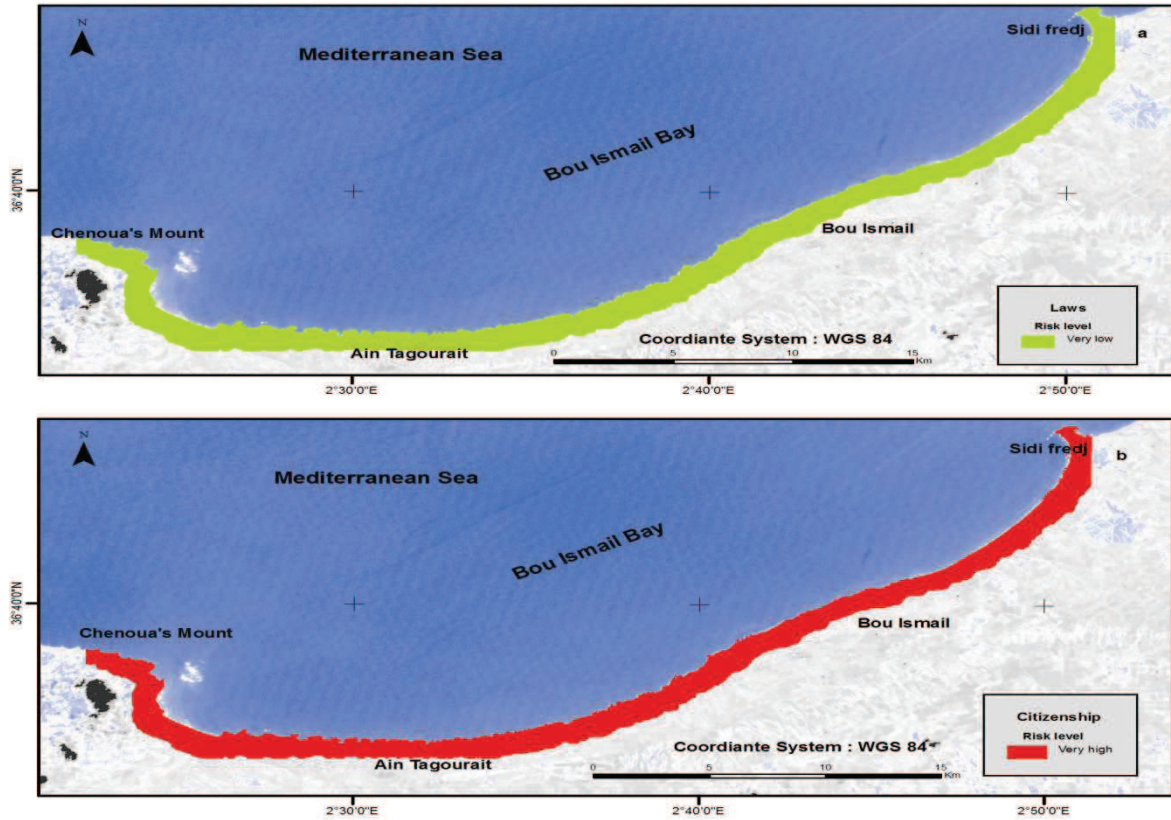 N
Mediterranean Sea
Sidi fredj
a
Bou Ismail Bay
36°40'0"N
Chenoua's Mount
Bou Ismail
Laws
Risk level
Very low
Coordiante System : WGS 84
Ain Tagourait
0 5 10 15
Km
2°30'0"E 2°40'0"E 2°50'0"E
N
Mediterranean Sea
Sidi fredj
b
Bou Ismail Bay
36°40'0"N
Chenoua's Mount
Bou Ismail
Citizenship
Risk level
Very high
Coordiante System : WGS 84
Ain Tagourait
0 5 10 15
Km
2°30'0"E 2°40'0"E 2°50'0"E